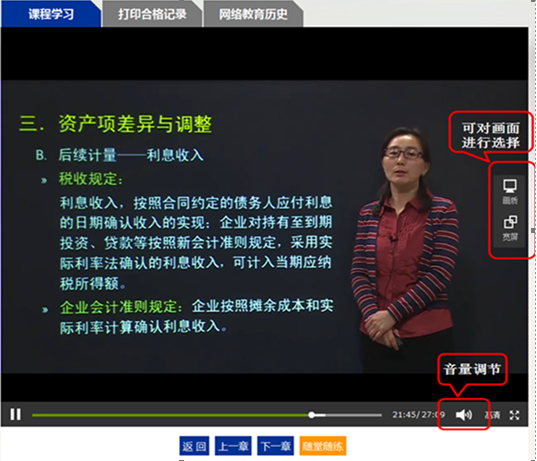 课程学习
打印合格记录
网络教育历史
三．资产项差异与调整
B. 后续计量——利息收入
» 税收规定：
利息收入，按照合同约定的债务人应付利息
的日期确认收入的实现；企业对持有至到期
投资、贷款等按照新会计准则规定，采用实
际利率法确认的利息收入，可计入当期应纳
税所得额。
» 企业会计准则规定：企业按照摊余成本和实
际利率计算确认利息收入。
可对画面
进行选择
画板
宽屏
音量调节
21:45/27:09
高清
返 回
上一章
下一章
随堂随练